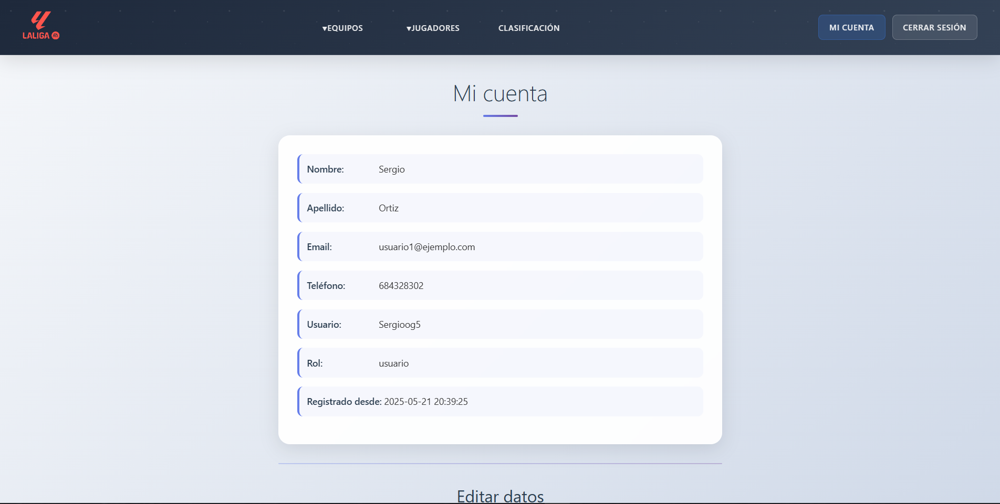 LALIGA
▼EQUIPOS
▼JUGADORES
CLASIFICACIÓN
MI CUENTA
CERRAR SESIÓN
Mi cuenta
Nombre: Sergio
Apellido: Ortiz
Email: usuario1@ejemplo.com
Teléfono: 684328302
Usuario: Sergioog5
Rol: usuario
Registrado desde: 2025-05-21 20:39:25
Editar datos